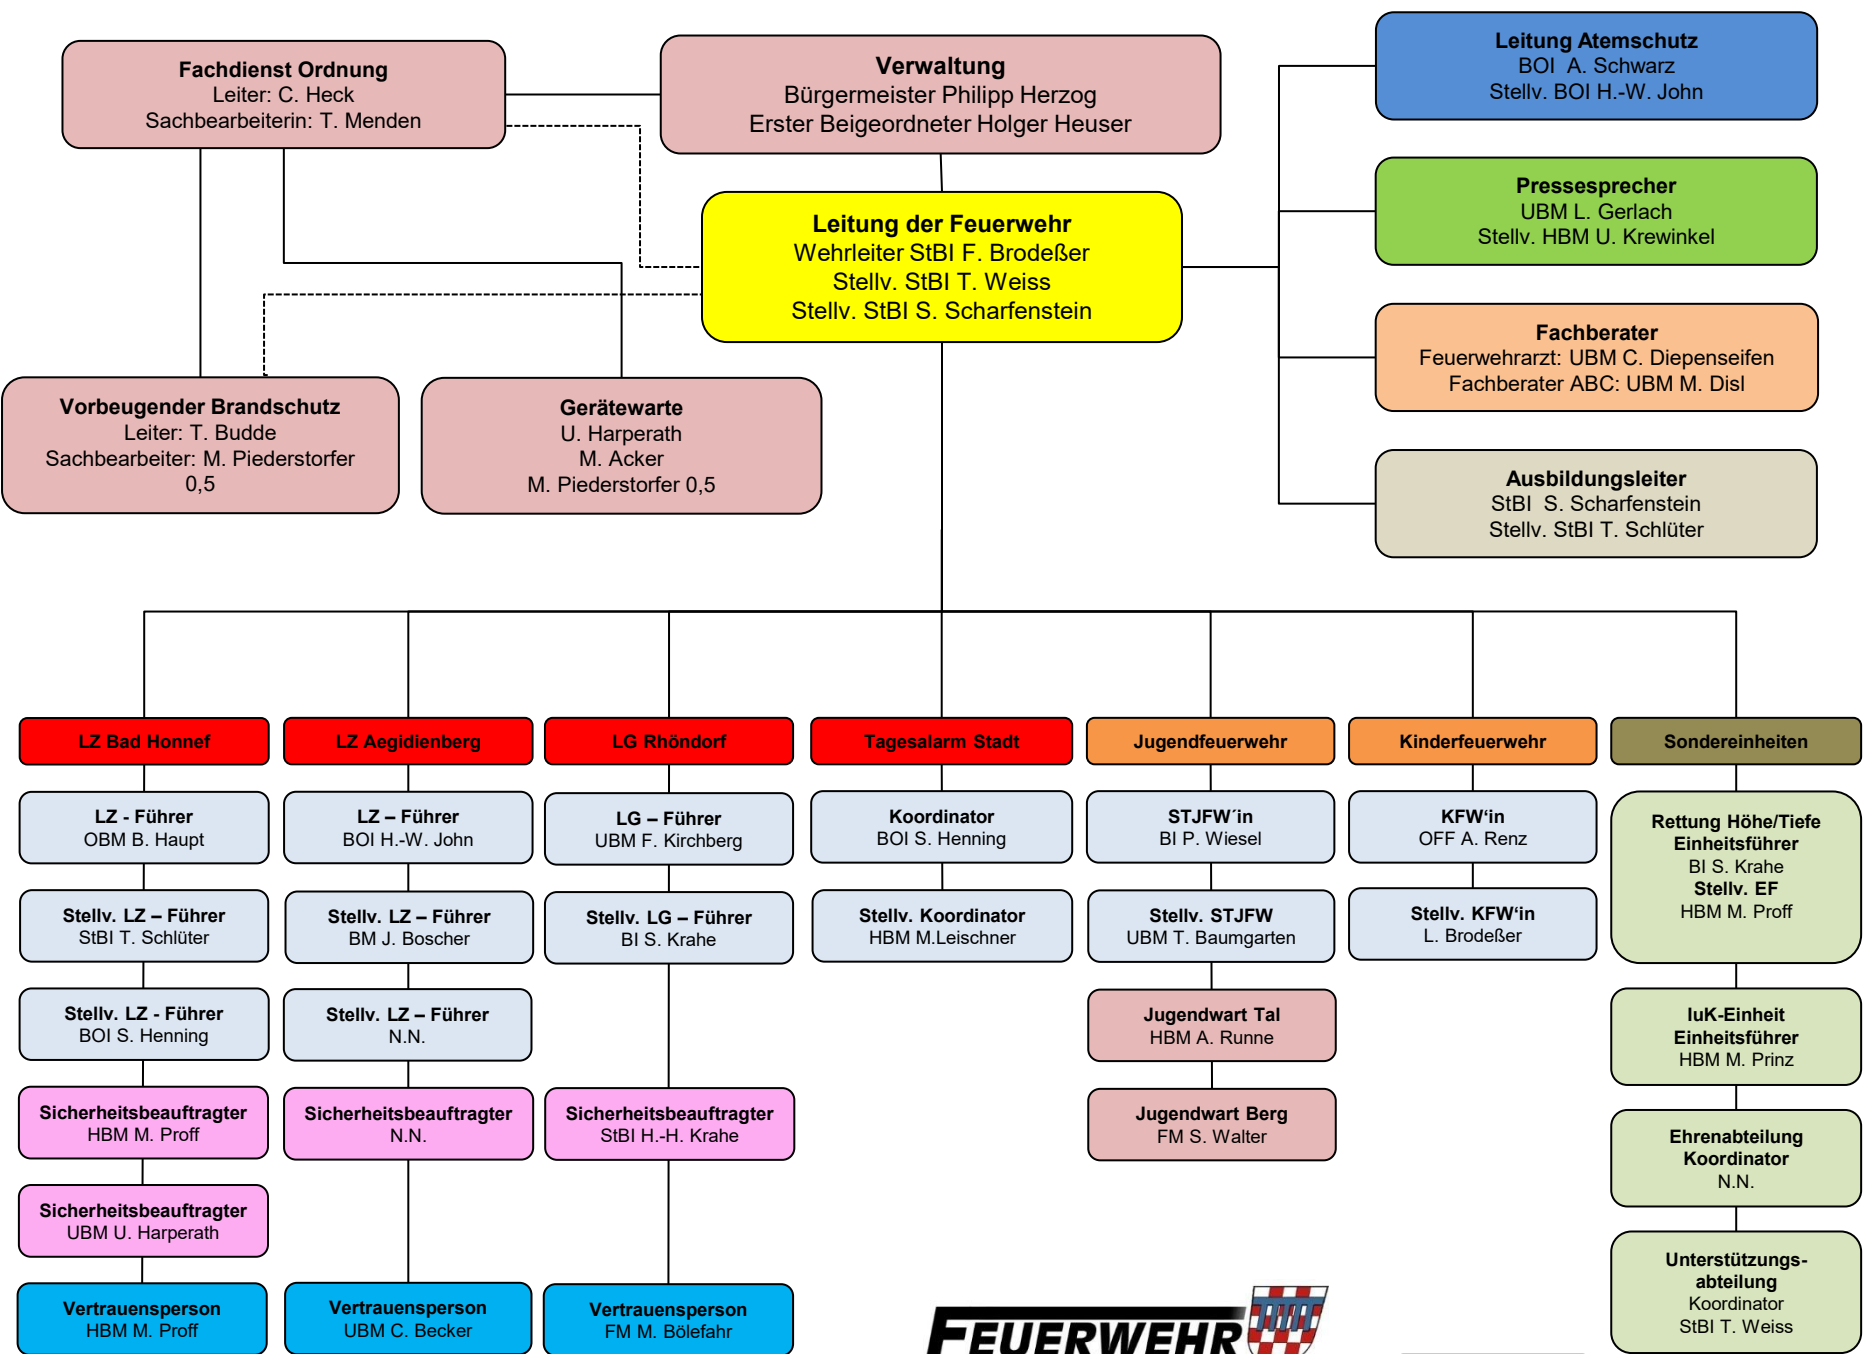 Fachdienst Ordnung
Leiter: C. Heck
Sachbearbeiterin: T. Menden
Verwaltung
Bürgermeister Philipp Herzog
Erster Beigeordneter Holger Heuser
Leitung Atemschutz
BOI  A. Schwarz
Stellv. BOI H.-W. John
Pressesprecher
UBM L. Gerlach
Stellv. HBM U. Krewinkel
Leitung der Feuerwehr
Wehrleiter StBI F. Brodeßer
Stellv. StBI T. Weiss
Stellv. StBI S. Scharfenstein
Fachberater
Feuerwehrarzt: UBM C. Diepenseifen
Fachberater ABC: UBM M. Disl
Vorbeugender Brandschutz
Leiter: T. Budde
Sachbearbeiter: M. Piederstorfer
0,5
Gerätewarte
U. Harperath
M. Acker
M. Piederstorfer 0,5
Ausbildungsleiter
StBI  S. Scharfenstein
Stellv. StBI T. Schlüter
LZ Bad Honnef
LZ - Führer
OBM B. Haupt
Stellv. LZ – Führer
StBI T. Schlüter
Stellv. LZ - Führer
BOI S. Henning
Sicherheitsbeauftragter
HBM M. Proff
Sicherheitsbeauftragter
UBM U. Harperath
Vertrauensperson
HBM M. Proff
LZ Aegidienberg
LZ – Führer
BOI H.-W. John
Stellv. LZ – Führer
BM J. Boscher
Stellv. LZ – Führer
N.N.
Sicherheitsbeauftragter
N.N.
Vertrauensperson
UBM C. Becker
LG Rhöndorf
LG – Führer
UBM F. Kirchberg
Stellv. LG – Führer
BI S. Krahe
Sicherheitsbeauftragter
StBI H.-H. Krahe
Vertrauensperson
FM M. Bölefahr
Tagesalarm Stadt
Koordinator
BOI S. Henning
Stellv. Koordinator
HBM M.Leischner
Jugendfeuerwehr
STJFW´in
BI P. Wiesel
Stellv. STJFW
UBM T. Baumgarten
Jugendwart Tal
HBM A. Runne
Jugendwart Berg
FM S. Walter
Kinderfeuerwehr
KFW‘in
OFF A. Renz
Stellv. KFW‘in
L. Brodeßer
Sondereinheiten
Rettung Höhe/Tiefe
Einheitsführer
BI S. Krahe
Stellv. EF
HBM M. Proff
IuK-Einheit
Einheitsführer
HBM M. Prinz
Ehrenabteilung
Koordinator
N.N.
Unterstützungs-
abteilung
Koordinator
StBI T. Weiss
FEUERWEHR